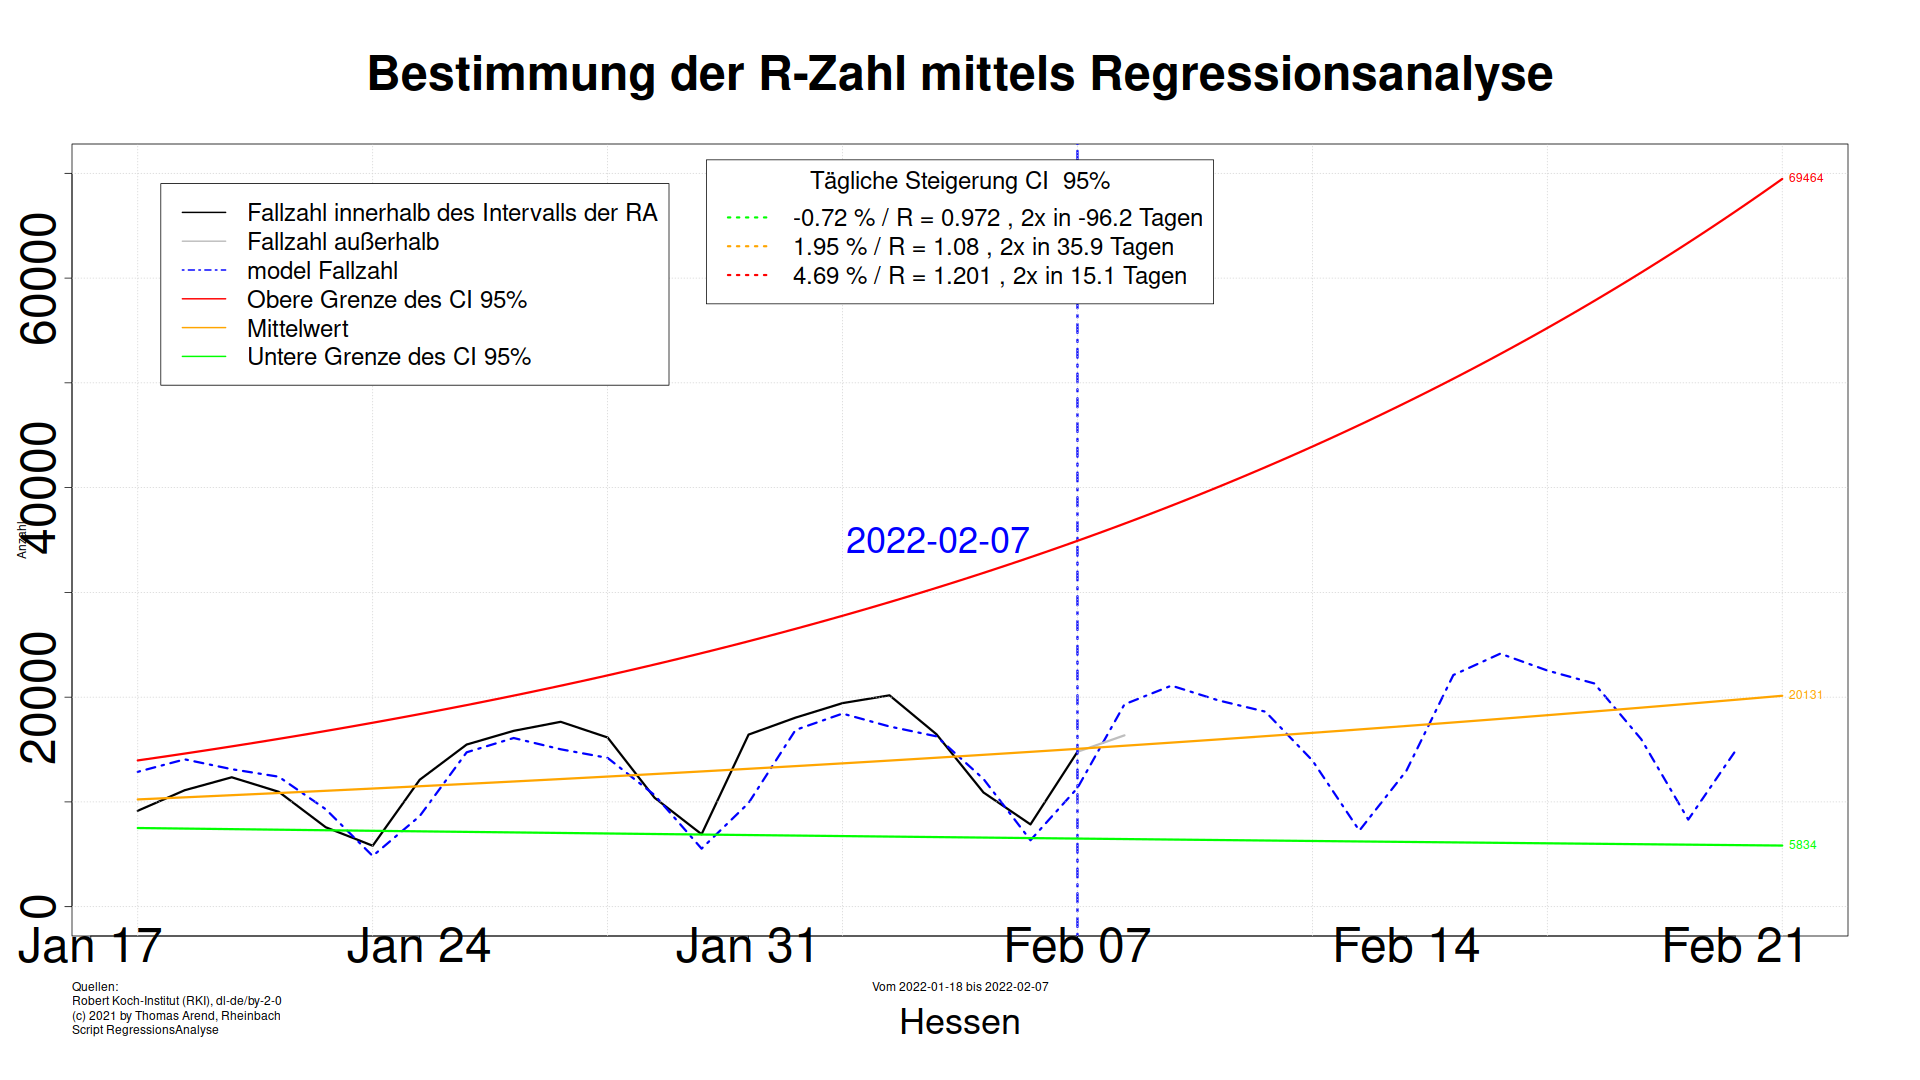 Bestimmung der R-Zahl mittels Regressionsanalyse
Fallzahl innerhalb des Intervalls der RA
Fallzahl außerhalb
model Fallzahl
Obere Grenze des CI 95%
Mittelwert
Untere Grenze des CI 95%
Tägliche Steigerung CI  95%
-0.72 % / R = 0.972 , 2x in -96.2 Tagen
1.95 % / R = 1.08 , 2x in 35.9 Tagen
4.69 % / R = 1.201 , 2x in 15.1 Tagen
69464
60000
40000
Anzahl
2022-02-07
20000
20131
5834
0
Jan 17 Jan 24 Jan 31 Feb 07 Feb 14 Feb 21
Quellen:
Robert Koch-Institut (RKI), dl-de/by-2-0
(c) 2021 by Thomas Arend, Rheinbach
Script RegressionsAnalyse
Vom 2022-01-18 bis 2022-02-07
Hessen